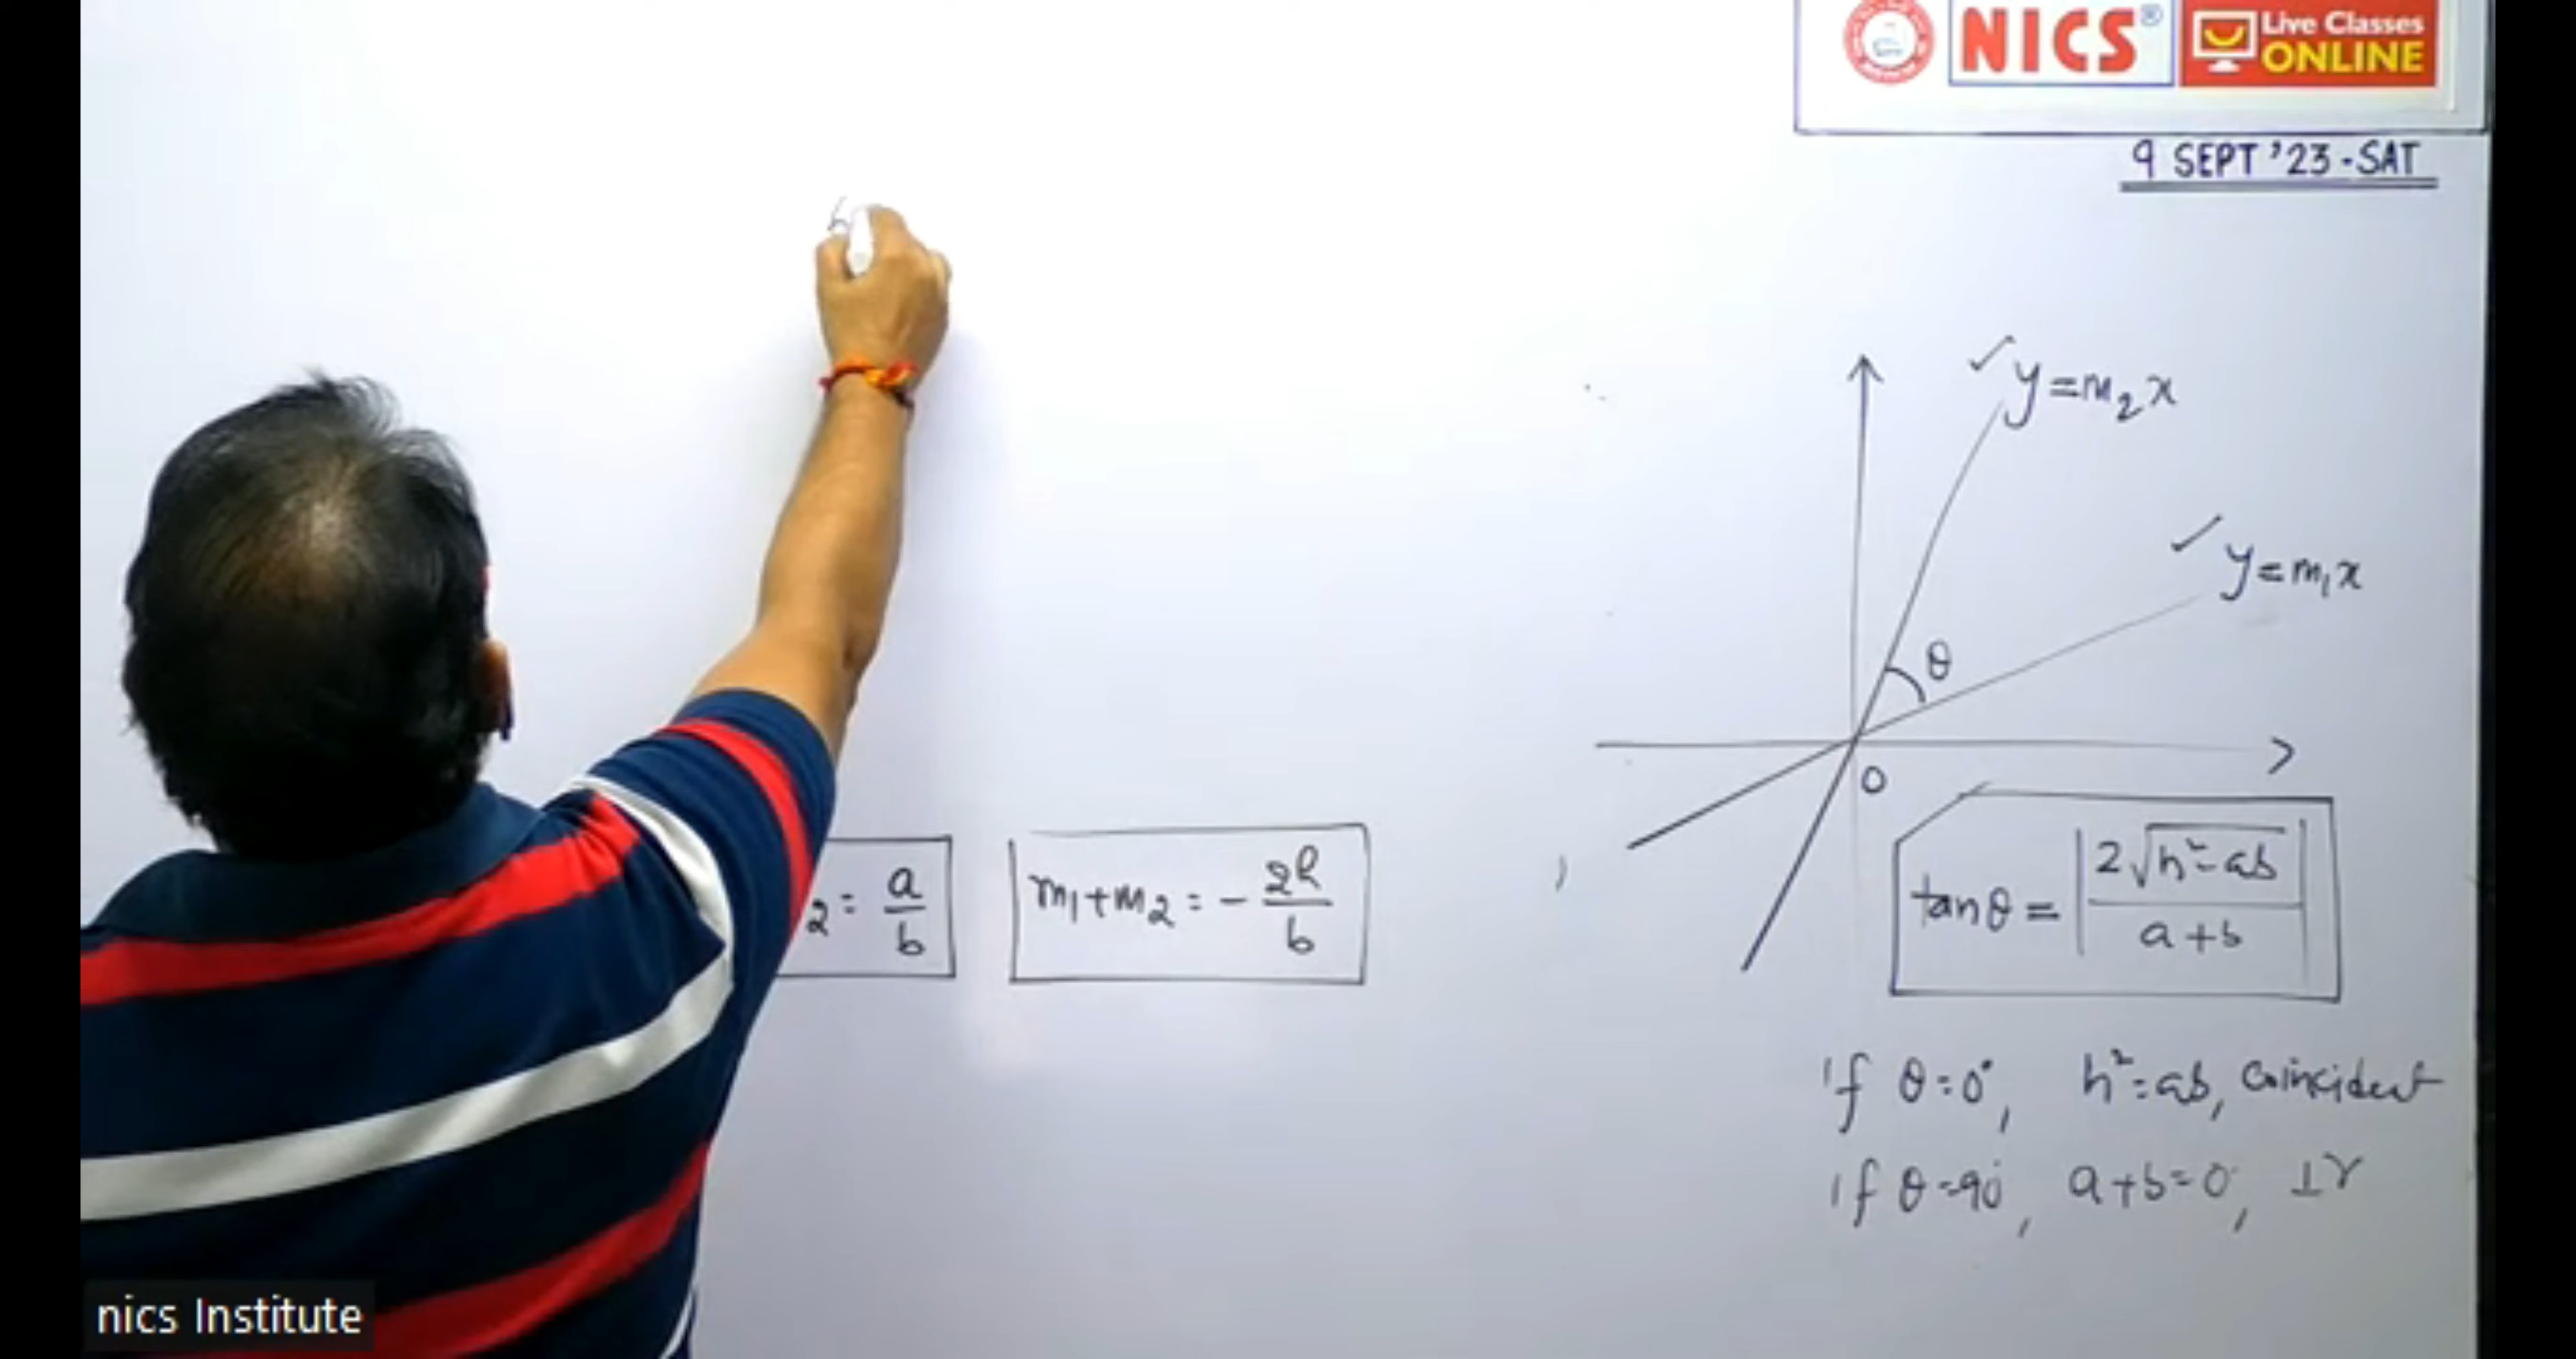 NICS®
Live Classes
ONLINE
9 SEPT '23 - SAT
y = m₂x
y = m₁x
θ
0
₂ = a/b
m₁ + m₂ = - 2h/b
tan θ = |2√(h² - ab) / (a + b)|
if θ = 0°, h² = ab, coincident
if θ = 90°, a + b = 0, ⊥r
nics Institute